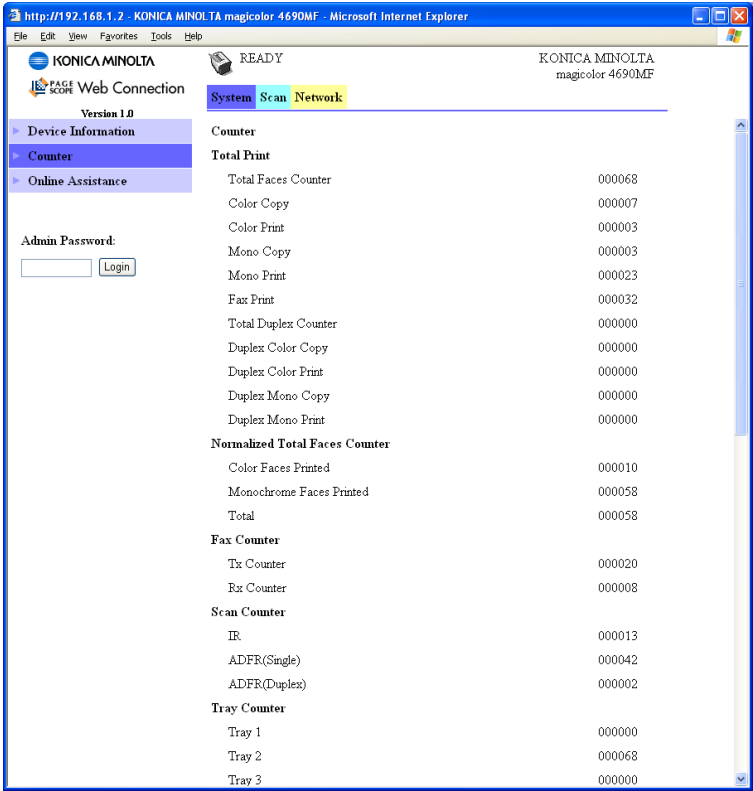 http://192.168.1.2 - KONICA MINOLTA magicolor 4690MF - Microsoft Internet Explorer
File Edit View Favorites Tools Help
KONICA MINOLTA
PAGE SCOPE Web Connection
Version 1.0
READY
KONICA MINOLTA
magicolor 4690MF
System Scan Network
Device Information
Counter
Online Assistance
Admin Password:
Login
Counter
Total Print
Total Faces Counter 000068
Color Copy 000007
Color Print 000003
Mono Copy 000003
Mono Print 000023
Fax Print 000032
Total Duplex Counter 000000
Duplex Color Copy 000000
Duplex Color Print 000000
Duplex Mono Copy 000000
Duplex Mono Print 000000
Normalized Total Faces Counter
Color Faces Printed 000010
Monochrome Faces Printed 000058
Total 000058
Fax Counter
Tx Counter 000020
Rx Counter 000008
Scan Counter
IR 000013
ADFR(Single) 000042
ADFR(Duplex) 000002
Tray Counter
Tray 1 000000
Tray 2 000068
Tray 3 000000